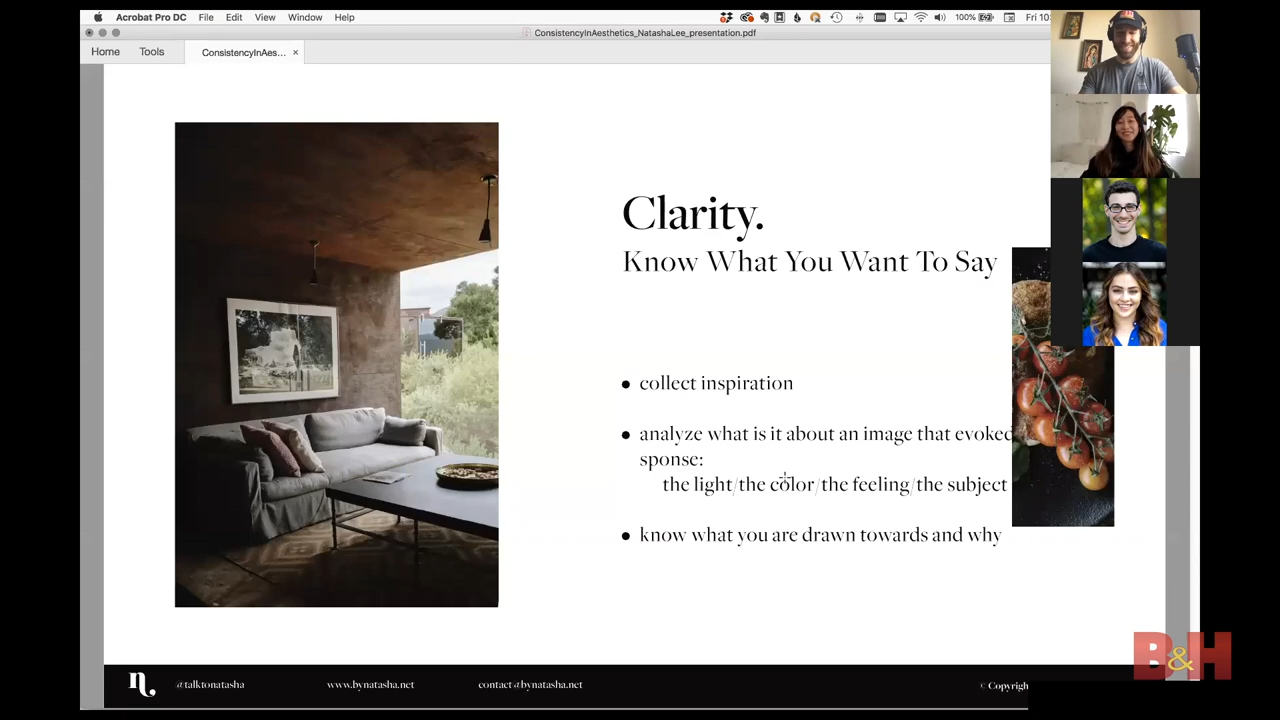 Acrobat Pro DC File Edit View Window Help 100% Fri 10
ConsistencyInAesthetics_NatashaLee_presentation.pdf
Home Tools ConsistencyInAes... ×
Clarity.
Know What You Want To Say
• collect inspiration
• analyze what is it about an image that evoked
sponse:
the light/the color/the feeling/the subject
• know what you are drawn towards and why
B&H
n.
@talktonatasha www.bynatasha.net contact@bynatasha.net © Copyrigh